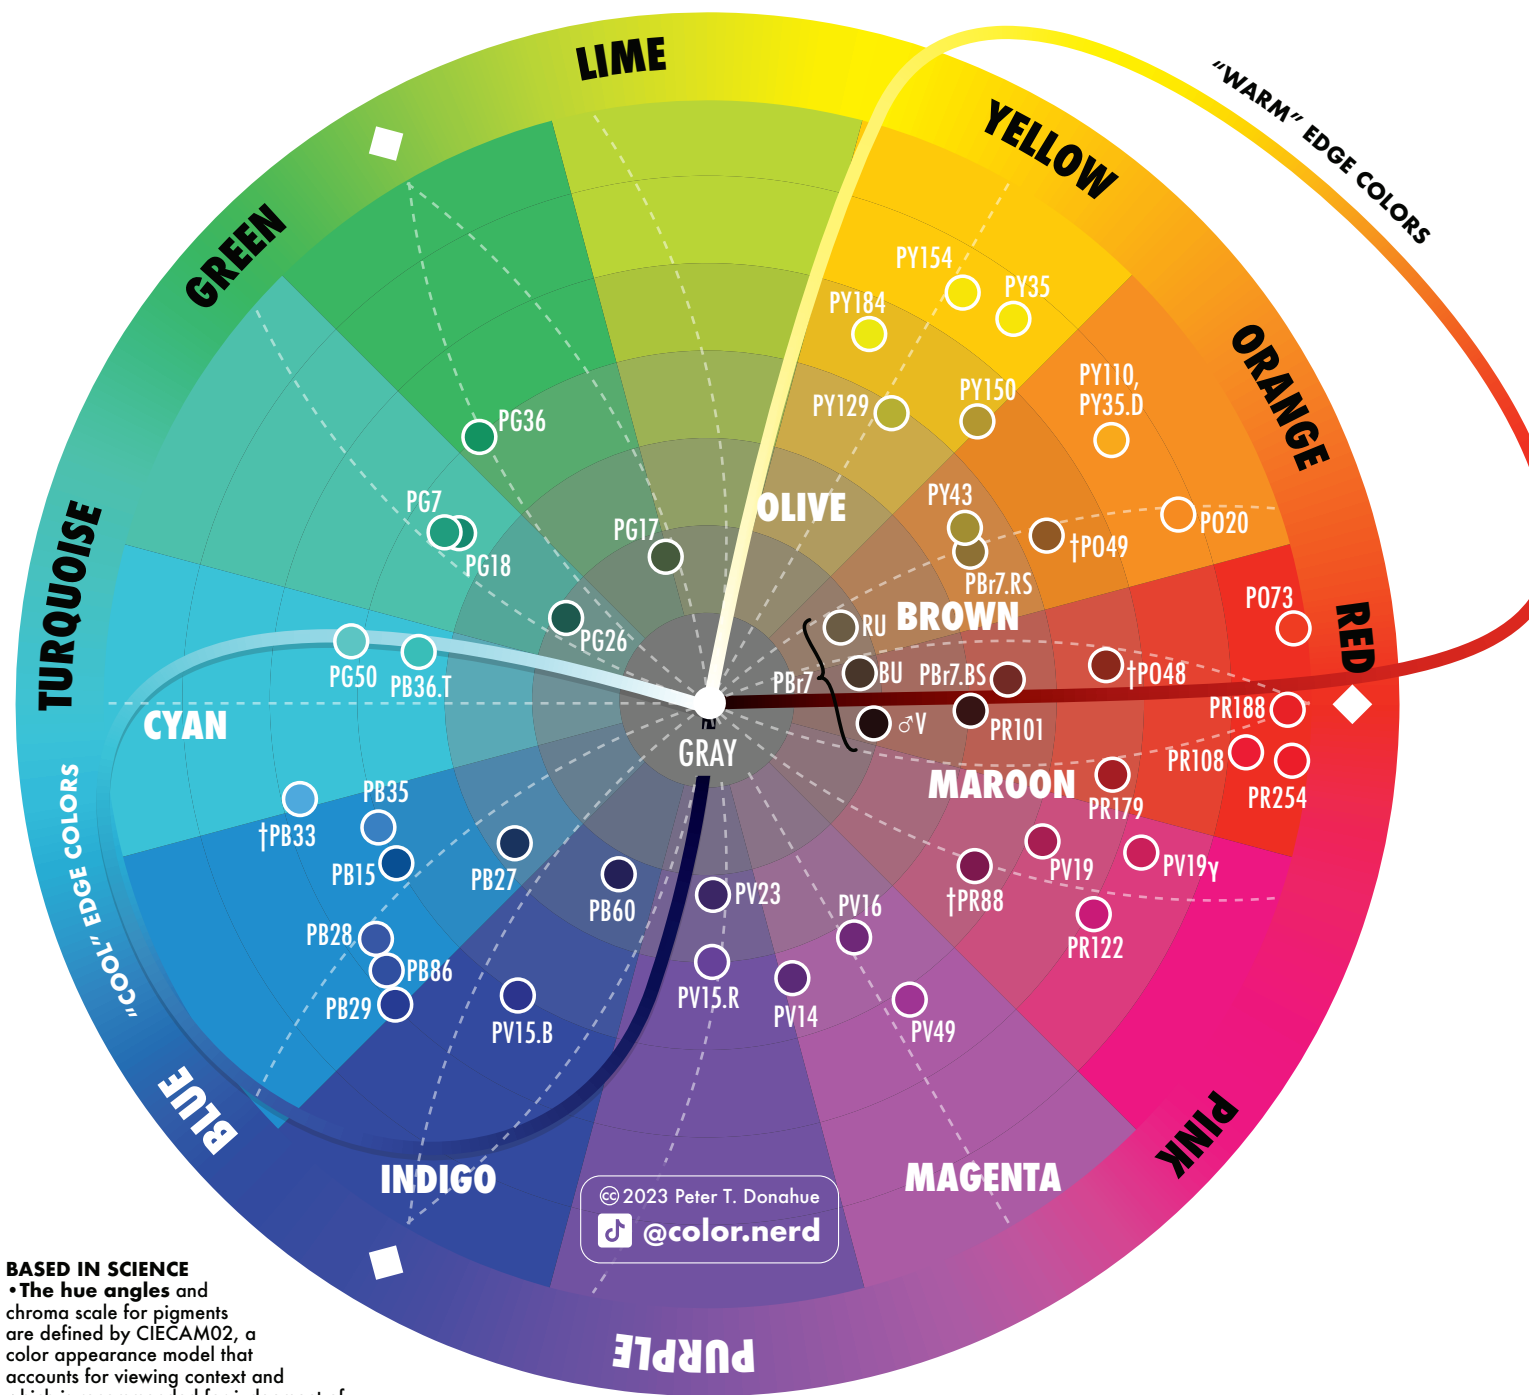 LIME
YELLOW
"WARM" EDGE COLORS
GREEN
ORANGE
PY154
PY35
PY184
PY110,
PY35.D
PY150
PY129
PG36
OLIVE
PY43
PG7
PG17
PO20
†PO49
PG18
PBr7.RS
TURQUOISE
PO73
RED
BROWN
RU
PG26
PG50
PB36.T
PBr7
BU
PBr7.BS
†PO48
CYAN
♂V
PR101
PR188
GRAY
PR108
PR254
MAROON
PR179
PB35
†PB33
PB15
PB27
PB60
PV23
PV16
†PR88
PV19
PV19γ
PR122
"COOL" EDGE COLORS
PB28
PB86
PB29
PV15.B
PV15.R
PV14
PV49
BLUE
PINK
INDIGO
MAGENTA
cc 2023 Peter T. Donahue
@color.nerd
PURPLE
BASED IN SCIENCE
•The hue angles and
chroma scale for pigments
are defined by CIECAM02, a
color appearance model that
accounts for viewing context and